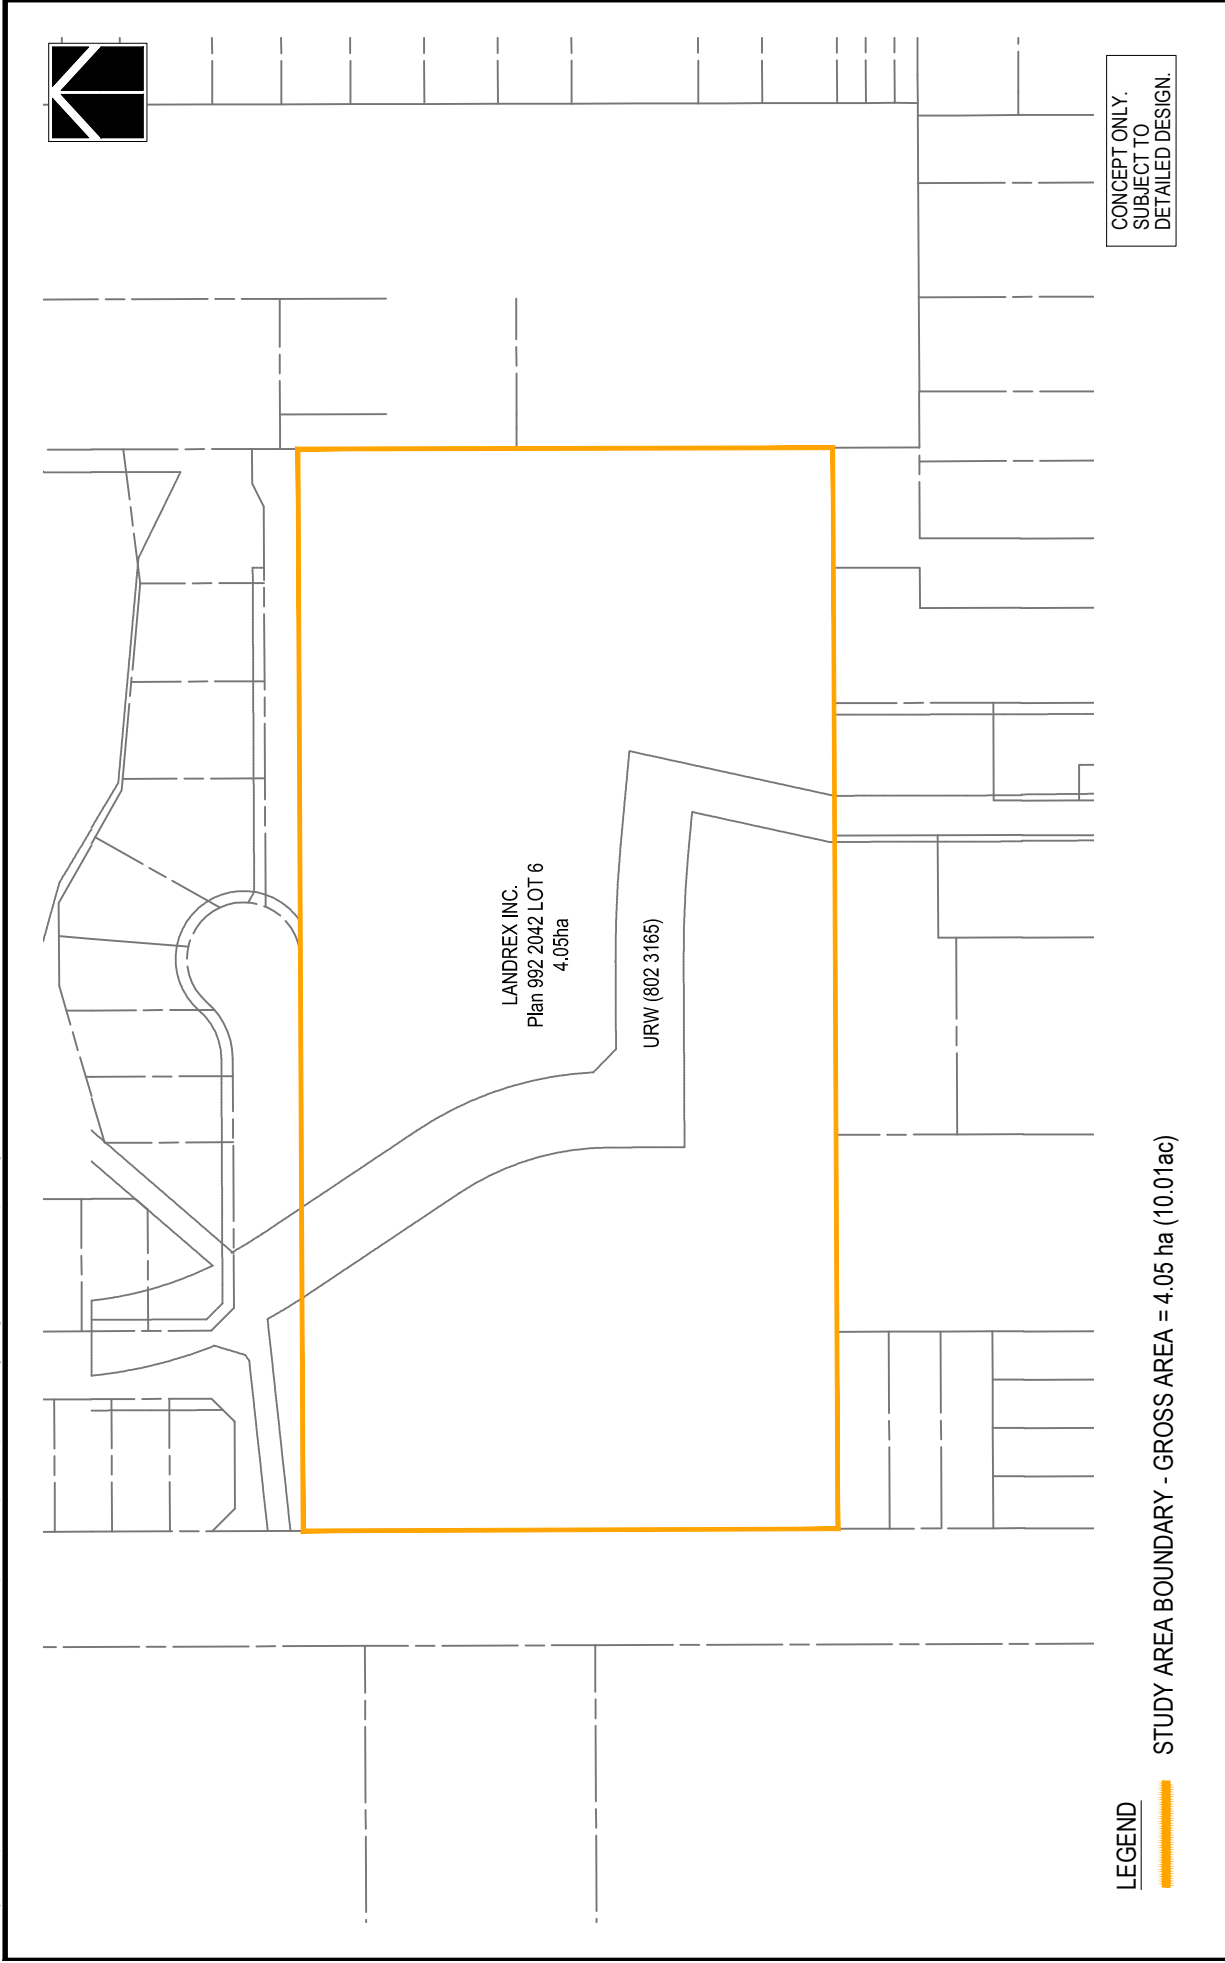 CONCEPT ONLY.
SUBJECT TO
DETAILED DESIGN.
LANDREX INC.
Plan 992 2042 LOT 6
4.05ha
URW (802 3165)
LEGEND
STUDY AREA BOUNDARY - GROSS AREA = 4.05 ha (10.01ac)